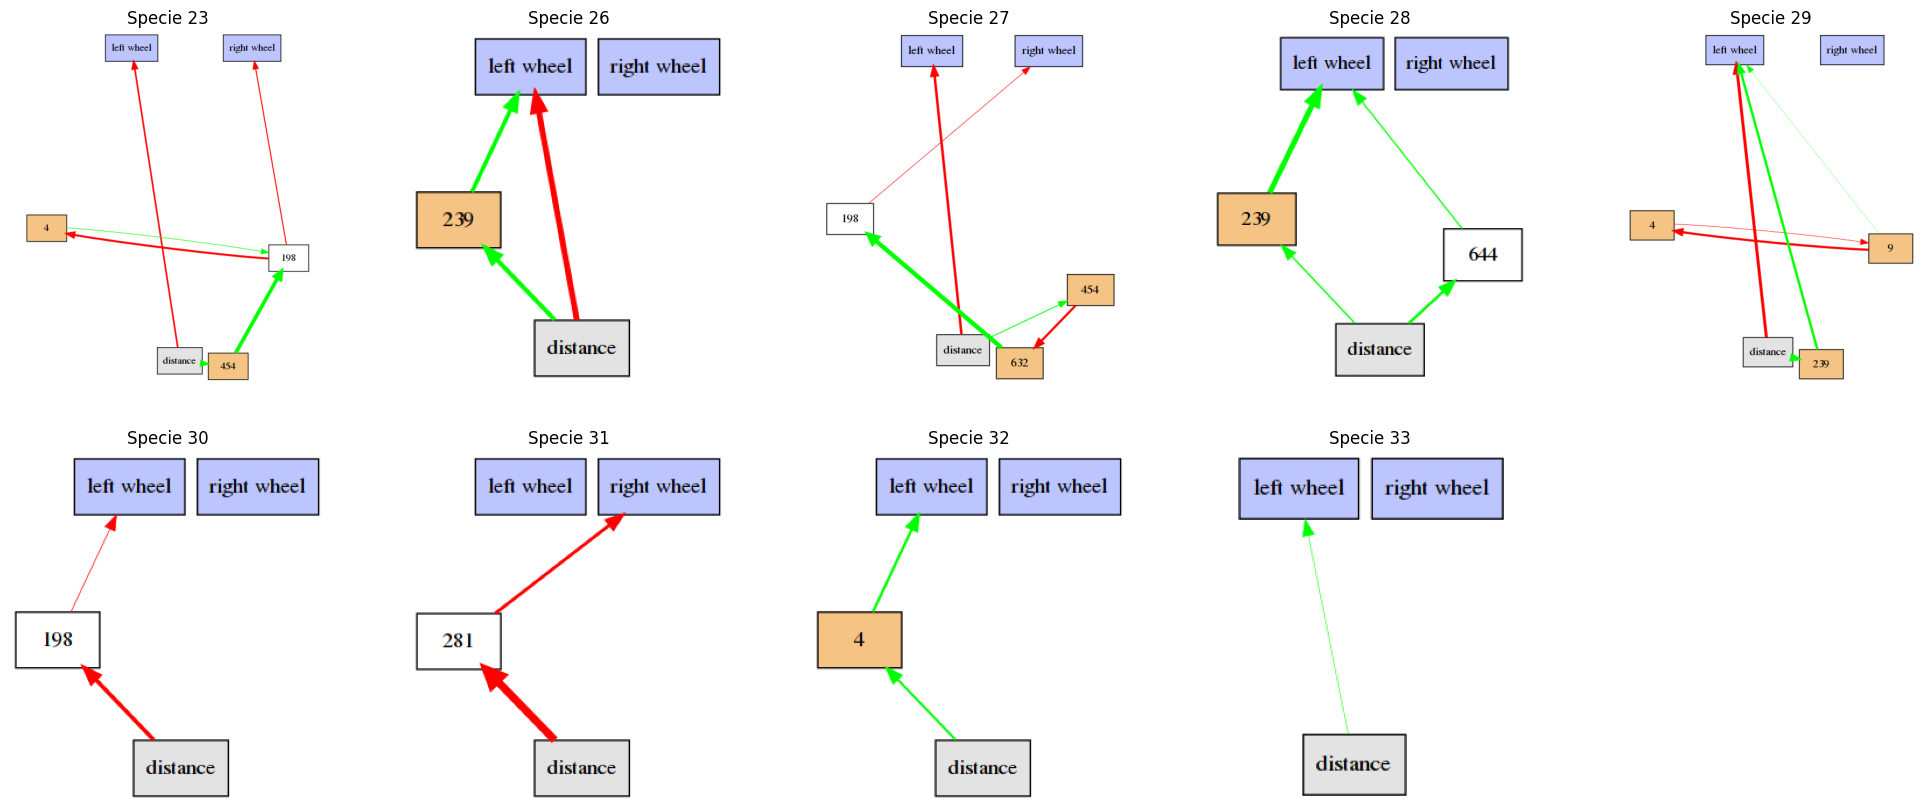 Specie 23
left wheel
right wheel
4
198
distance
454
Specie 26
left wheel
right wheel
239
distance
Specie 27
left wheel
right wheel
198
454
distance
632
Specie 28
left wheel
right wheel
239
644
distance
Specie 29
left wheel
right wheel
4
9
distance
239
Specie 30
left wheel
right wheel
198
distance
Specie 31
left wheel
right wheel
281
distance
Specie 32
left wheel
right wheel
4
distance
Specie 33
left wheel
right wheel
distance